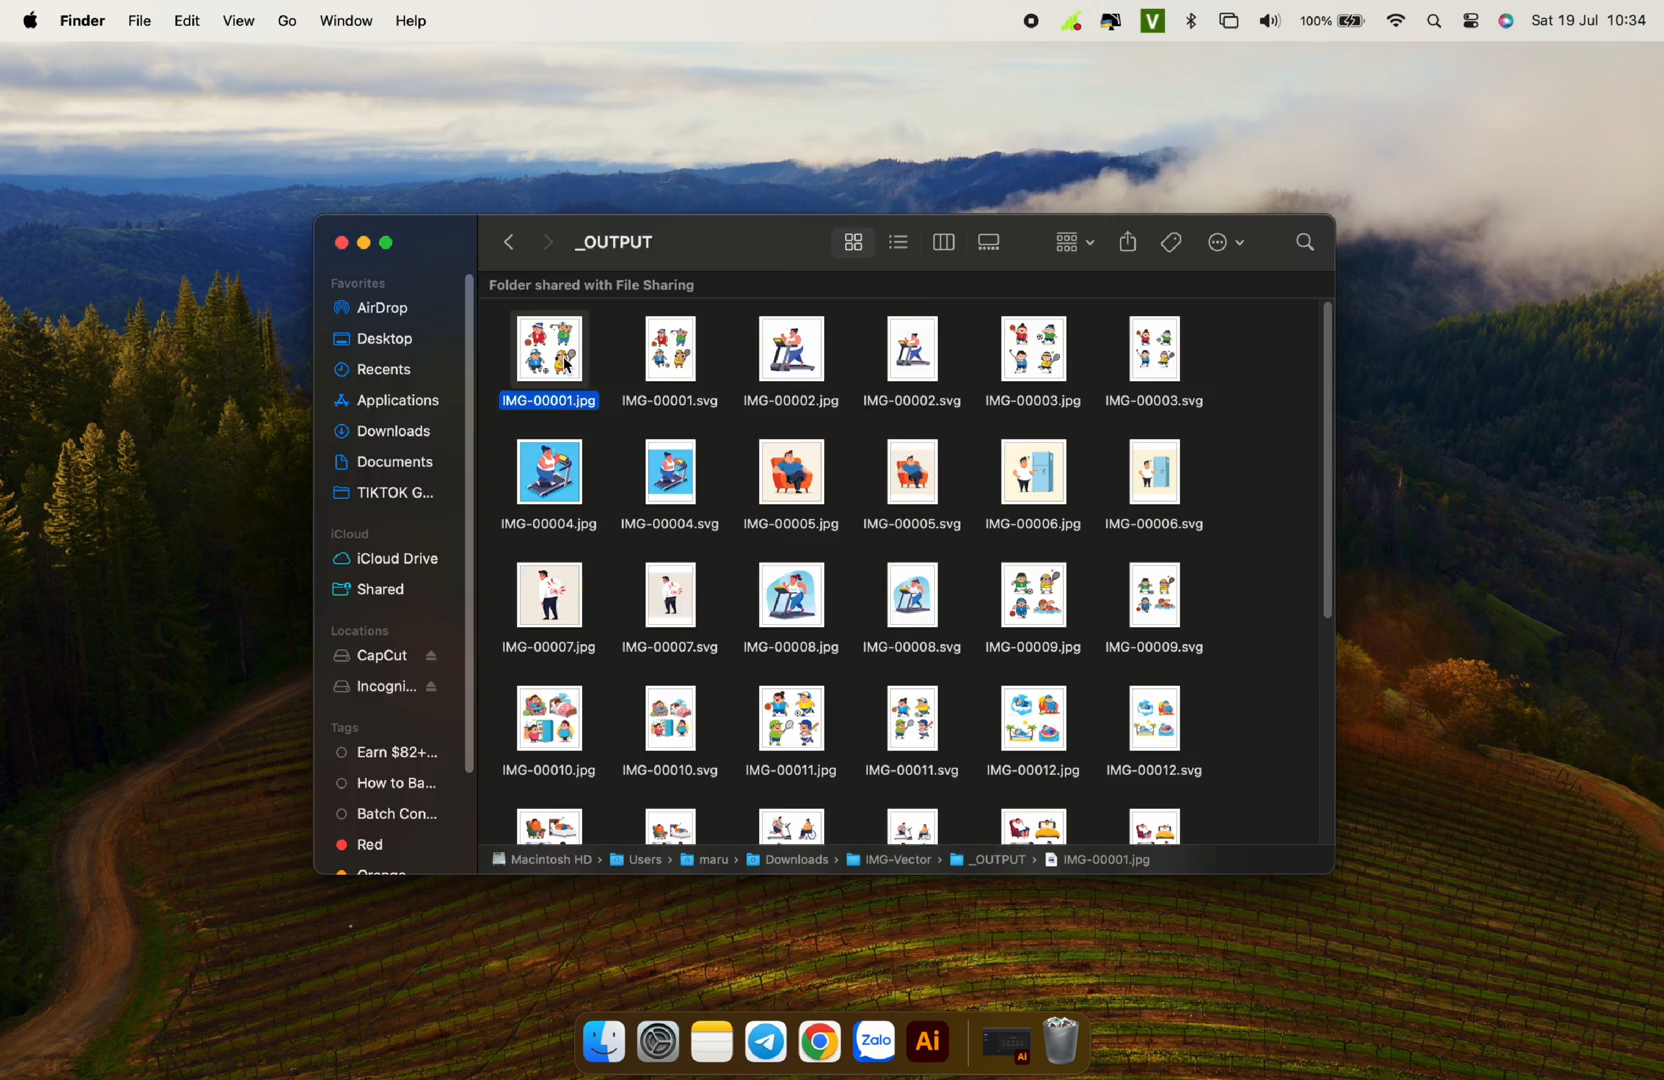 Finder File Edit View Go Window Help V 100% Sat 19 Jul 10:34
_OUTPUT
Folder shared with File Sharing
Favorites
AirDrop
Desktop
Recents
Applications
Downloads
Documents
TIKTOK G...
iCloud
iCloud Drive
Shared
Locations
CapCut
Incogni...
Tags
Earn $82+...
How to Ba...
Batch Con...
Red
Orange
IMG-00001.jpg IMG-00001.svg IMG-00002.jpg IMG-00002.svg IMG-00003.jpg IMG-00003.svg
IMG-00004.jpg IMG-00004.svg IMG-00005.jpg IMG-00005.svg IMG-00006.jpg IMG-00006.svg
IMG-00007.jpg IMG-00007.svg IMG-00008.jpg IMG-00008.svg IMG-00009.jpg IMG-00009.svg
IMG-00010.jpg IMG-00010.svg IMG-00011.jpg IMG-00011.svg IMG-00012.jpg IMG-00012.svg
Macintosh HD › Users › maru › Downloads › IMG-Vector › _OUTPUT › IMG-00001.jpg
Zalo Ai Ai